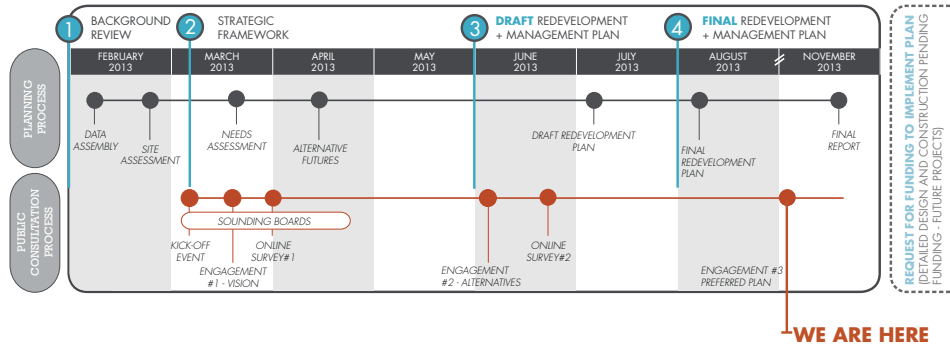 1 BACKGROUND
REVIEW
2 STRATEGIC
FRAMEWORK
3 DRAFT REDEVELOPMENT
+ MANAGEMENT PLAN
4 FINAL REDEVELOPMENT
+ MANAGEMENT PLAN
FEBRUARY
2013
MARCH
2013
APRIL
2013
MAY
2013
JUNE
2013
JULY
2013
AUGUST
2013
NOVEMBER
2013
PLANNING
PROCESS
DATA
ASSEMBLY
SITE
ASSESSMENT
NEEDS
ASSESSMENT
ALTERNATIVE
FUTURES
DRAFT REDEVELOPMENT
PLAN
FINAL
REDEVELOPMENT
PLAN
FINAL
REPORT
PUBLIC
CONSULTATION
PROCESS
SOUNDING BOARDS
KICK-OFF
EVENT
ENGAGEMENT
#1 - VISION
ONLINE
SURVEY#1
ENGAGEMENT
#2 - ALTERNATIVES
ONLINE
SURVEY#2
ENGAGEMENT #3
PREFERRED PLAN
WE ARE HERE
REQUEST FOR FUNDING TO IMPLEMENT PLAN
(DETAILED DESIGN AND CONSTRUCTION PENDING
FUNDING - FUTURE PROJECTS)